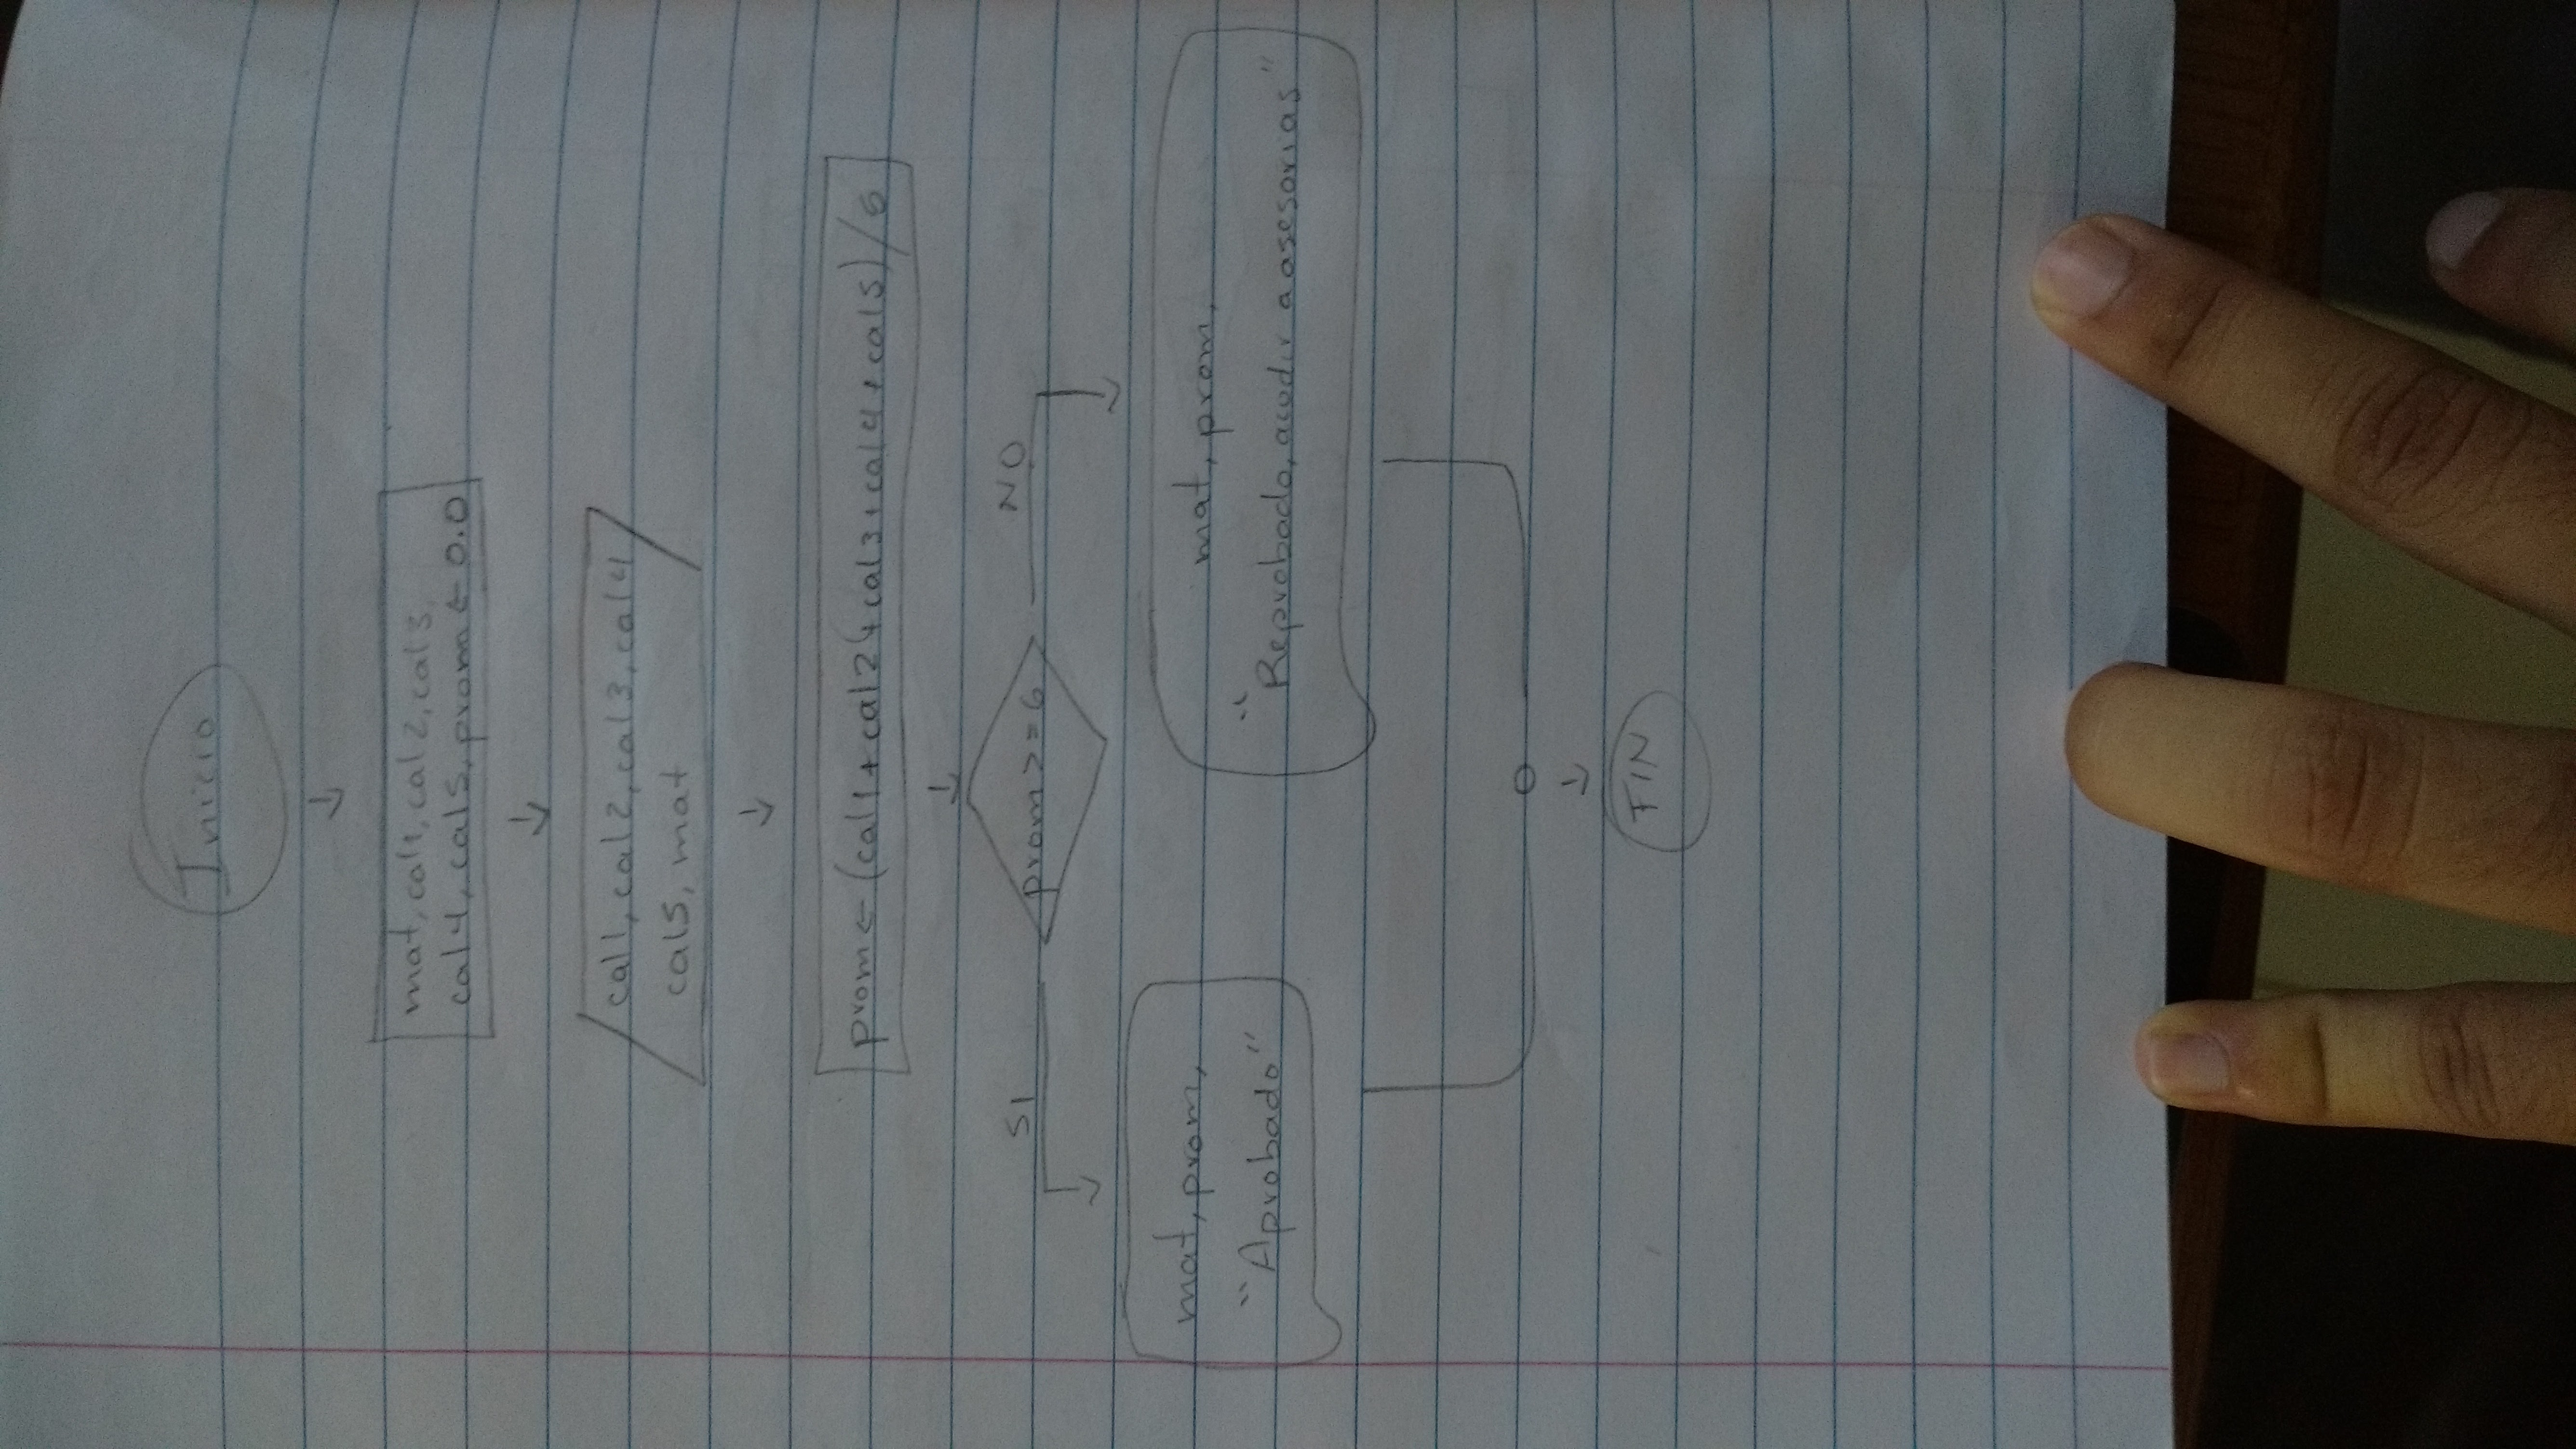 Inicio
mat, cal1, cal2, cal3,
cal4, cal5, prom ← 0.0
cal1, cal2, cal3, cal4
cal5, mat
prom ← (cal1 + cal2 + cal3 + cal4 + cal5) / 5
prom >= 6
SI
NO
mat, prom,
"Aprobado"
mat, prom,
"Reprobado, acudir a asesorias"
FIN